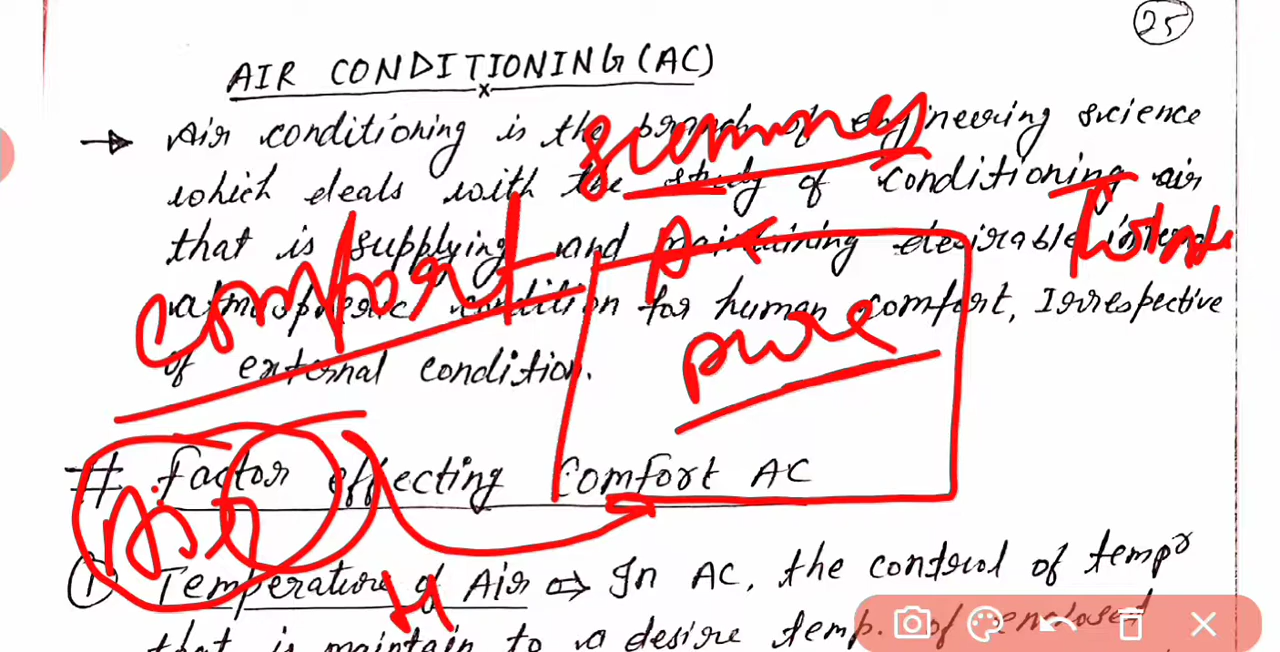 25
AIR CONDITIONING (AC)
→ Air conditioning is the branch of engineering science
which deals with the study of conditioning air
that is supplying and maintaining desirable
condition for human comfort, Irrespective
of external condition.
comfort
A
pure
# factor effecting Comfort AC
Air
① Temperature of Air ⇨ In AC, the control of temp
H
that is maintain to a desire temp. of enclosed